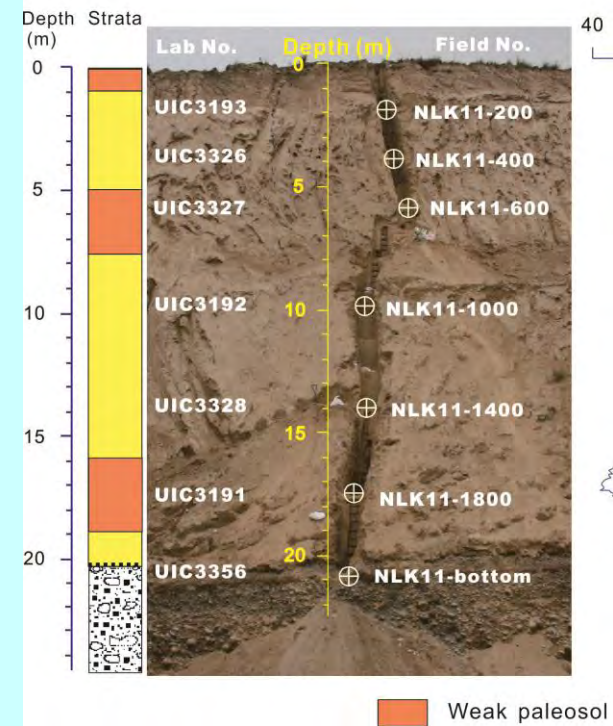 Depth Strata
(m)
Lab No. Depth (m) Field No.
40
0
0
UIC3193 NLK11-200
UIC3326 NLK11-400
5
5
UIC3327 NLK11-600
10
UIC3192 10 NLK11-1000
UIC3328 NLK11-1400
15
15
UIC3191 NLK11-1800
20
20
UIC3356 NLK11-bottom
Weak paleosol